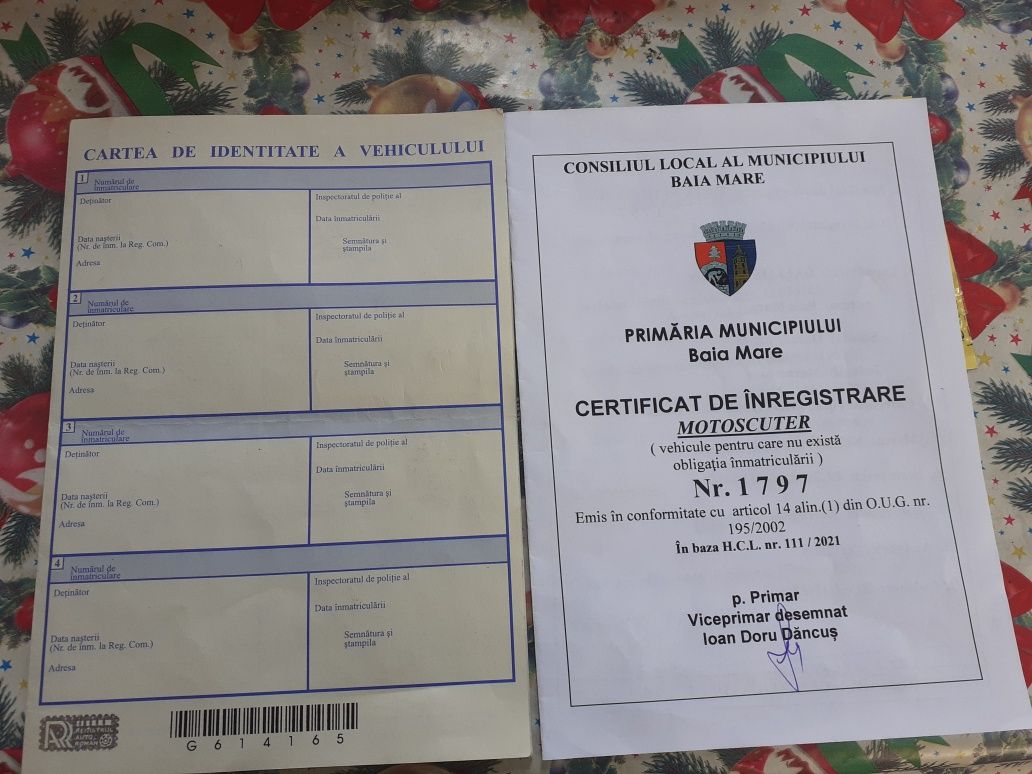 CARTEA DE IDENTITATE A VEHICULULUI
1 Numărul de
înmatriculare
Deținător
Data nașterii
(Nr. de înm. la Reg. Com.)
Adresa
Inspectoratul de poliție al
Data înmatriculării
Semnătura și
ștampila
2 Numărul de
înmatriculare
Deținător
Data nașterii
(Nr. de înm. la Reg. Com.)
Adresa
Inspectoratul de poliție al
Data înmatriculării
Semnătura și
ștampila
3 Numărul de
înmatriculare
Deținător
Data nașterii
(Nr. de înm. la Reg. Com.)
Adresa
Inspectoratul de poliție al
Data înmatriculării
Semnătura și
ștampila
4 Numărul de
înmatriculare
Deținător
Data nașterii
(Nr. de înm. la Reg. Com.)
Adresa
Inspectoratul de poliție al
Data înmatriculării
Semnătura și
ștampila
REGISTRUL
AUTO
ROMAN
G614165
CONSILIUL LOCAL AL MUNICIPIULUI
BAIA MARE
PRIMĂRIA MUNICIPIULUI
Baia Mare
CERTIFICAT DE ÎNREGISTRARE
MOTOSCUTER
( vehicule pentru care nu există
obligația înmatriculării )
Nr. 1797
Emis în conformitate cu articol 14 alin.(1) din O.U.G. nr.
195/2002
În baza H.C.L. nr. 111 / 2021
p. Primar
Viceprimar desemnat
Ioan Doru Dăncuș